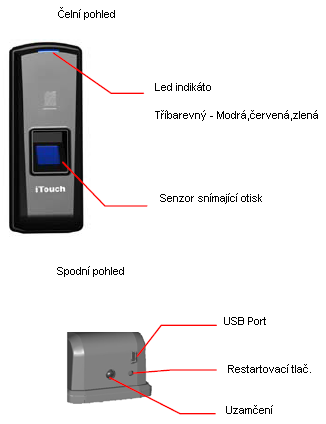 Čelní pohled
Led indikáto
Tříbarevný - Modrá,červená,zlená
Senzor snímající otisk
iTouch
Spodní pohled
USB Port
Restartovací tlač.
Uzamčení